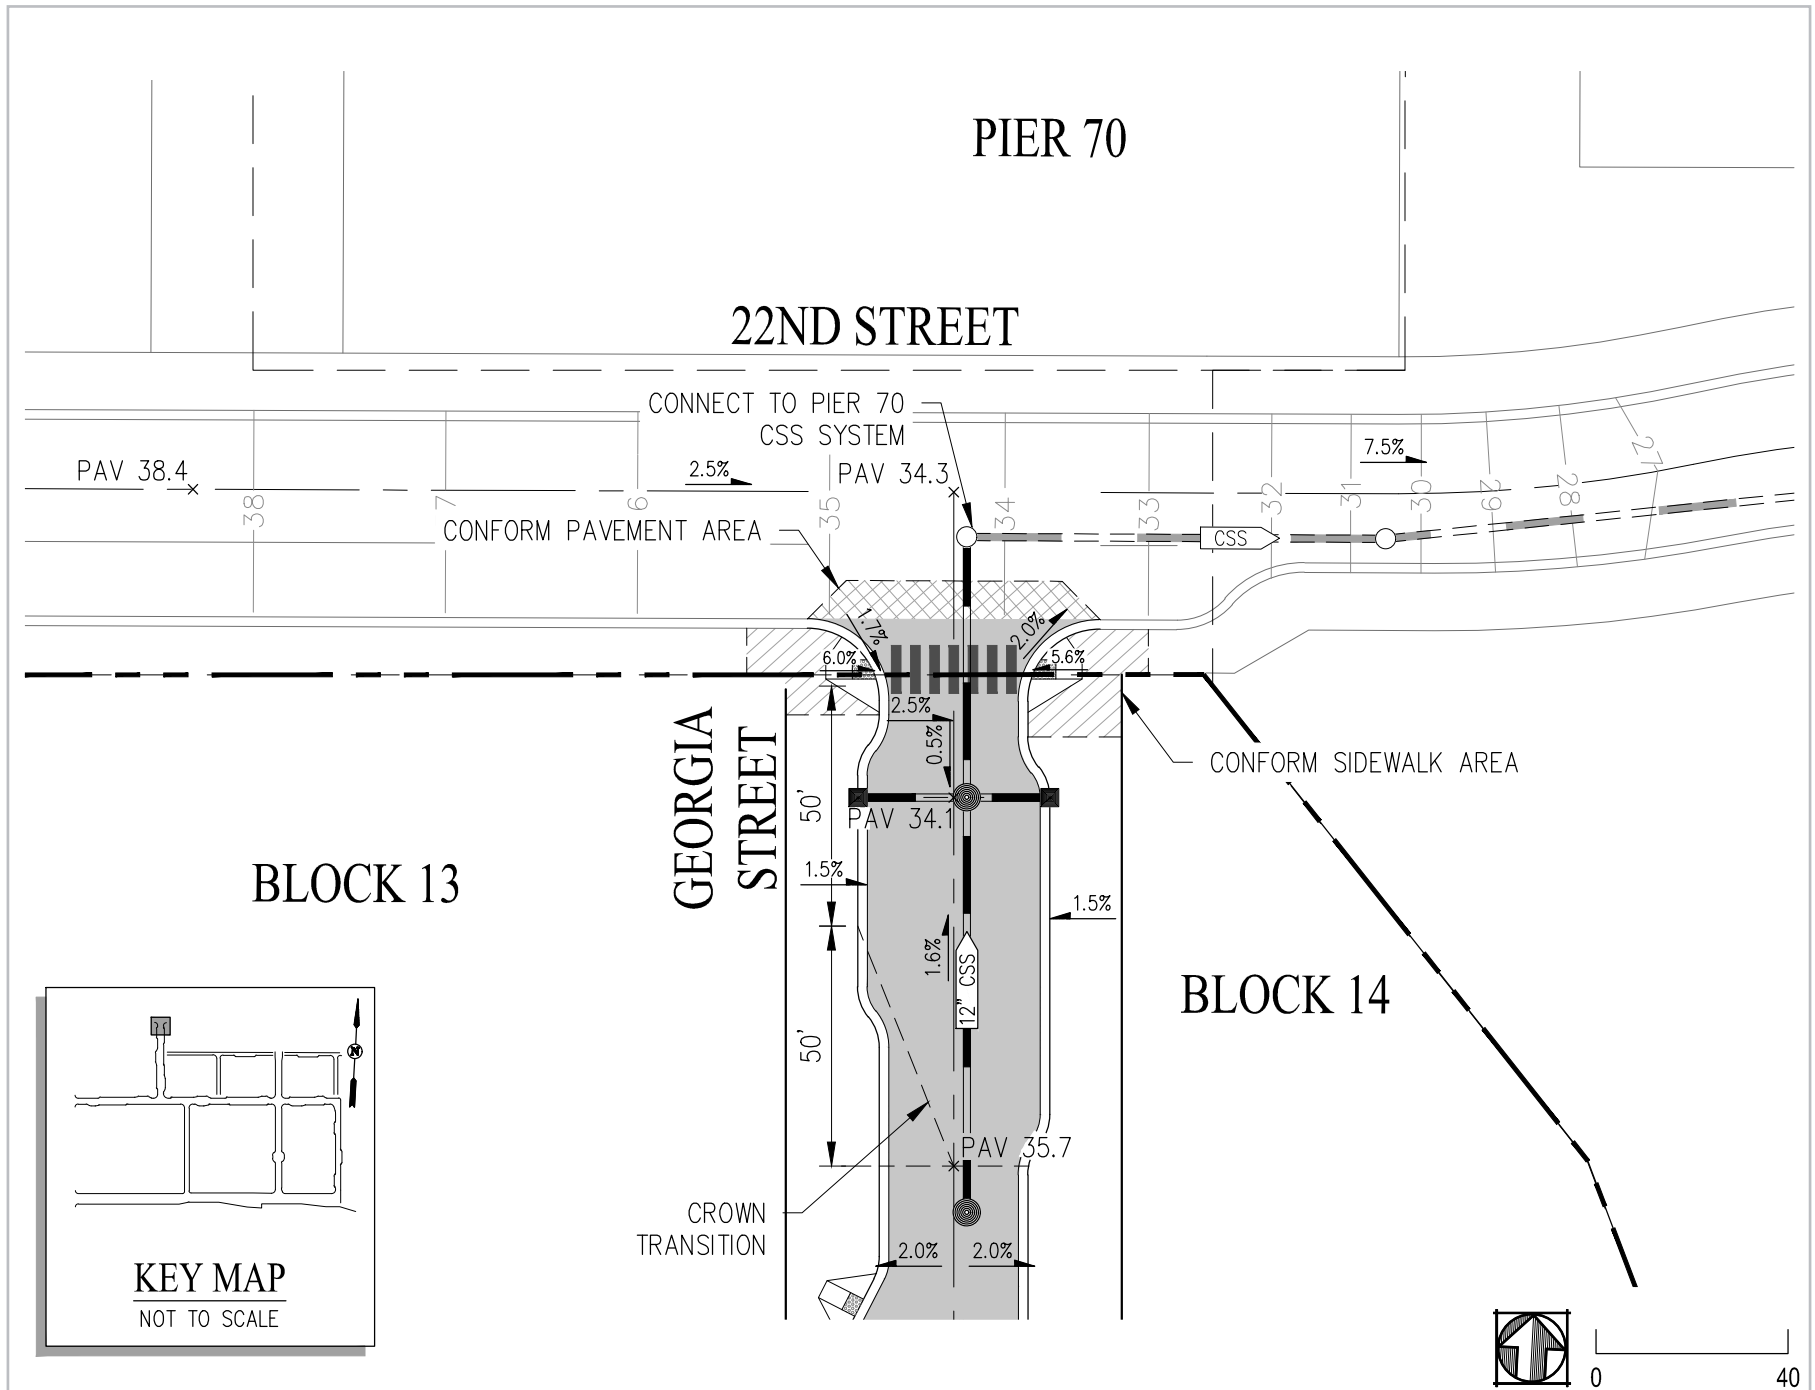 PIER 70
22ND STREET
CONNECT TO PIER 70
CSS SYSTEM
PAV 38.4
2.5%
PAV 34.3
7.5%
38
7
6
35
34
33
32
31
30
29
28
27
CONFORM PAVEMENT AREA
CSS
1.7%
2.0%
6.0%
5.6%
2.5%
0.5%
CONFORM SIDEWALK AREA
GEORGIA
STREET
50'
PAV 34.1
BLOCK 13
1.5%
1.5%
1.6%
12" CSS
BLOCK 14
50'
N
PAV 35.7
CROWN
TRANSITION
2.0%
2.0%
KEY MAP
NOT TO SCALE
0
40